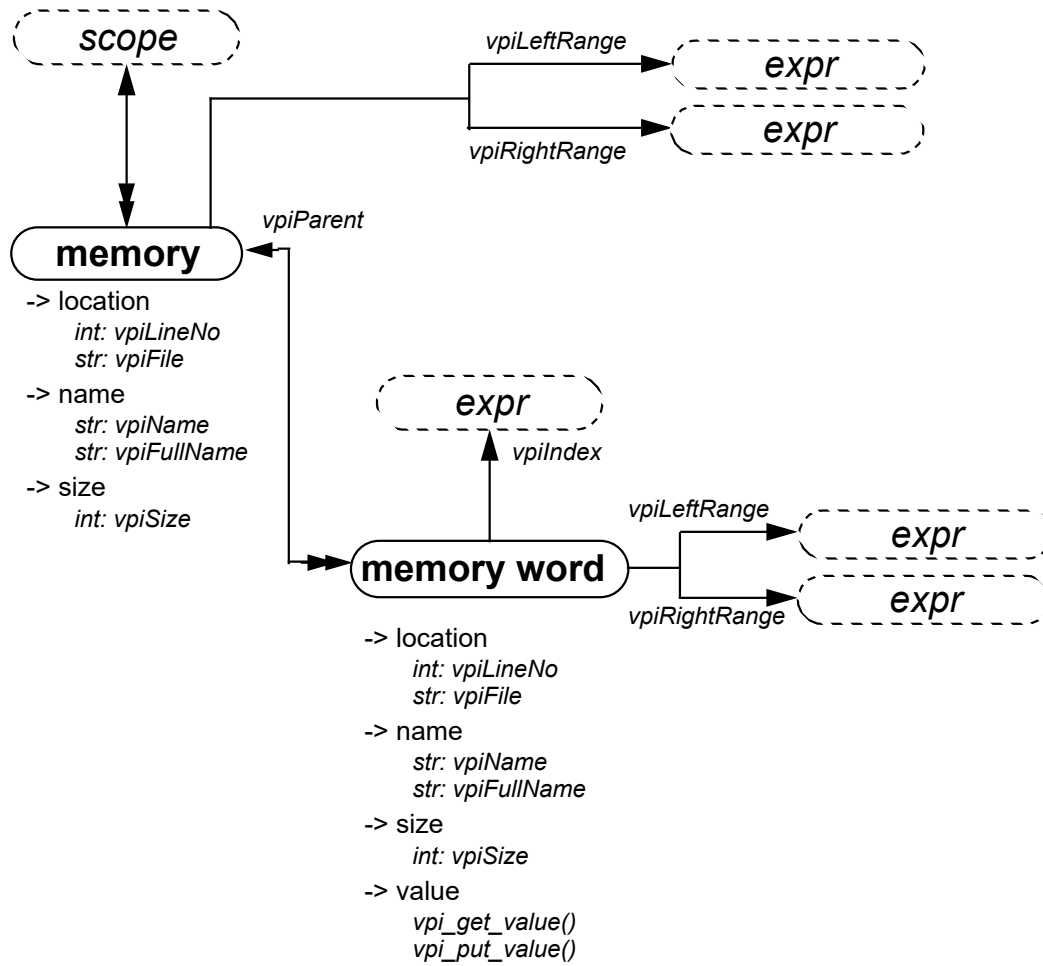 scope
vpiLeftRange
expr
expr
vpiRightRange
vpiParent
memory
-> location
int: vpiLineNo
str: vpiFile
-> name
str: vpiName
str: vpiFullName
-> size
int: vpiSize
expr
vpiIndex
vpiLeftRange
expr
memory word
expr
vpiRightRange
-> location
int: vpiLineNo
str: vpiFile
-> name
str: vpiName
str: vpiFullName
-> size
int: vpiSize
-> value
vpi_get_value()
vpi_put_value()